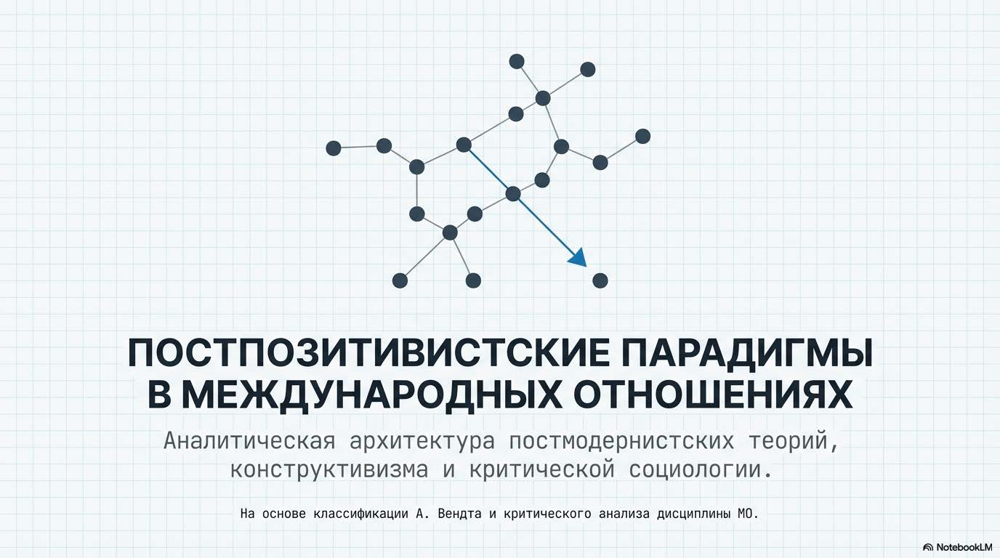 ПОСТПОЗИТИВИСТСКИЕ ПАРАДИГМЫ
В МЕЖДУНАРОДНЫХ ОТНОШЕНИЯХ
Аналитическая архитектура постмодернистских теорий,
конструктивизма и критической социологии.
На основе классификации А. Вендта и критического анализа дисциплины МО.
NotebookLM